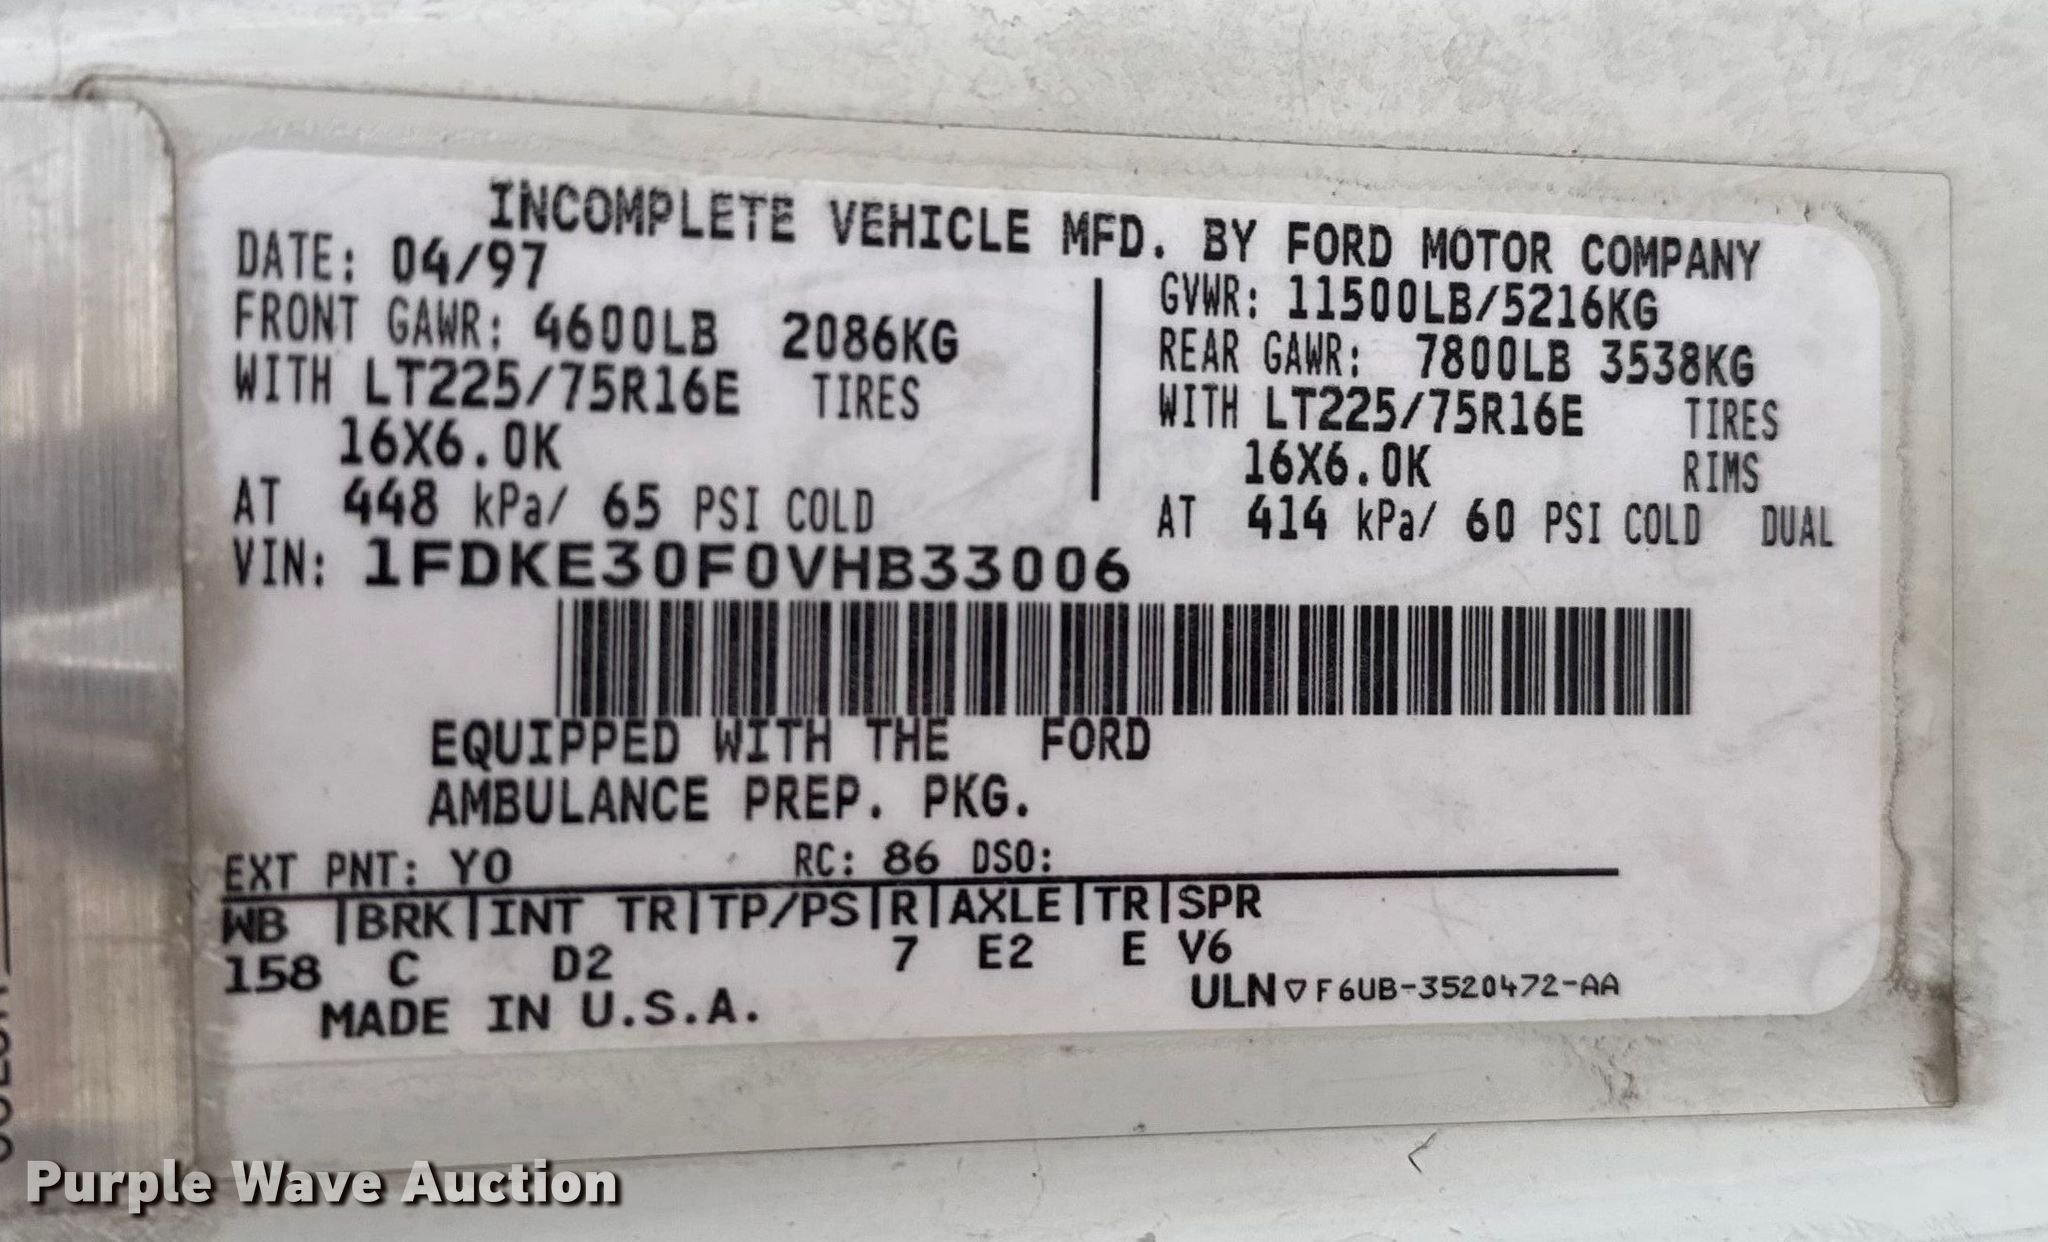 INCOMPLETE VEHICLE MFD. BY FORD MOTOR COMPANY
DATE: 04/97
GVWR: 11500LB/5216KG
FRONT GAWR: 4600LB 2086KG
REAR GAWR: 7800LB 3538KG
WITH LT225/75R16E TIRES
WITH LT225/75R16E TIRES
16X6.0K
16X6.0K RIMS
AT 448 kPa/ 65 PSI COLD
AT 414 kPa/ 60 PSI COLD DUAL
VIN: 1FDKE30F0VHB33006
EQUIPPED WITH THE FORD
AMBULANCE PREP. PKG.
EXT PNT: YO RC: 86 DSO:
WB |BRK|INT TR|TP/PS|R|AXLE|TR|SPR
158 C D2 7 E2 E V6
MADE IN U.S.A.
ULN ▽ F6UB-3520472-AA
Purple Wave Auction